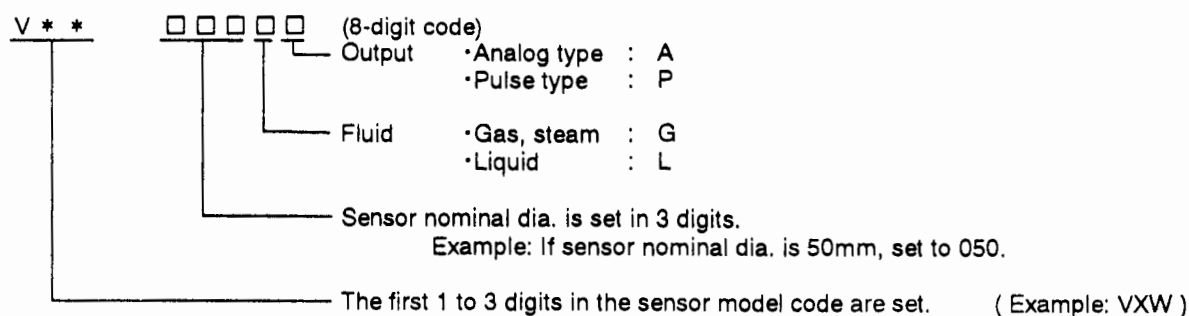 V * * □□□□□ (8-digit code)
Output ・Analog type : A
・Pulse type : P
Fluid ・Gas, steam : G
・Liquid : L
Sensor nominal dia. is set in 3 digits.
Example: If sensor nominal dia. is 50mm, set to 050.
The first 1 to 3 digits in the sensor model code are set. ( Example: VXW )